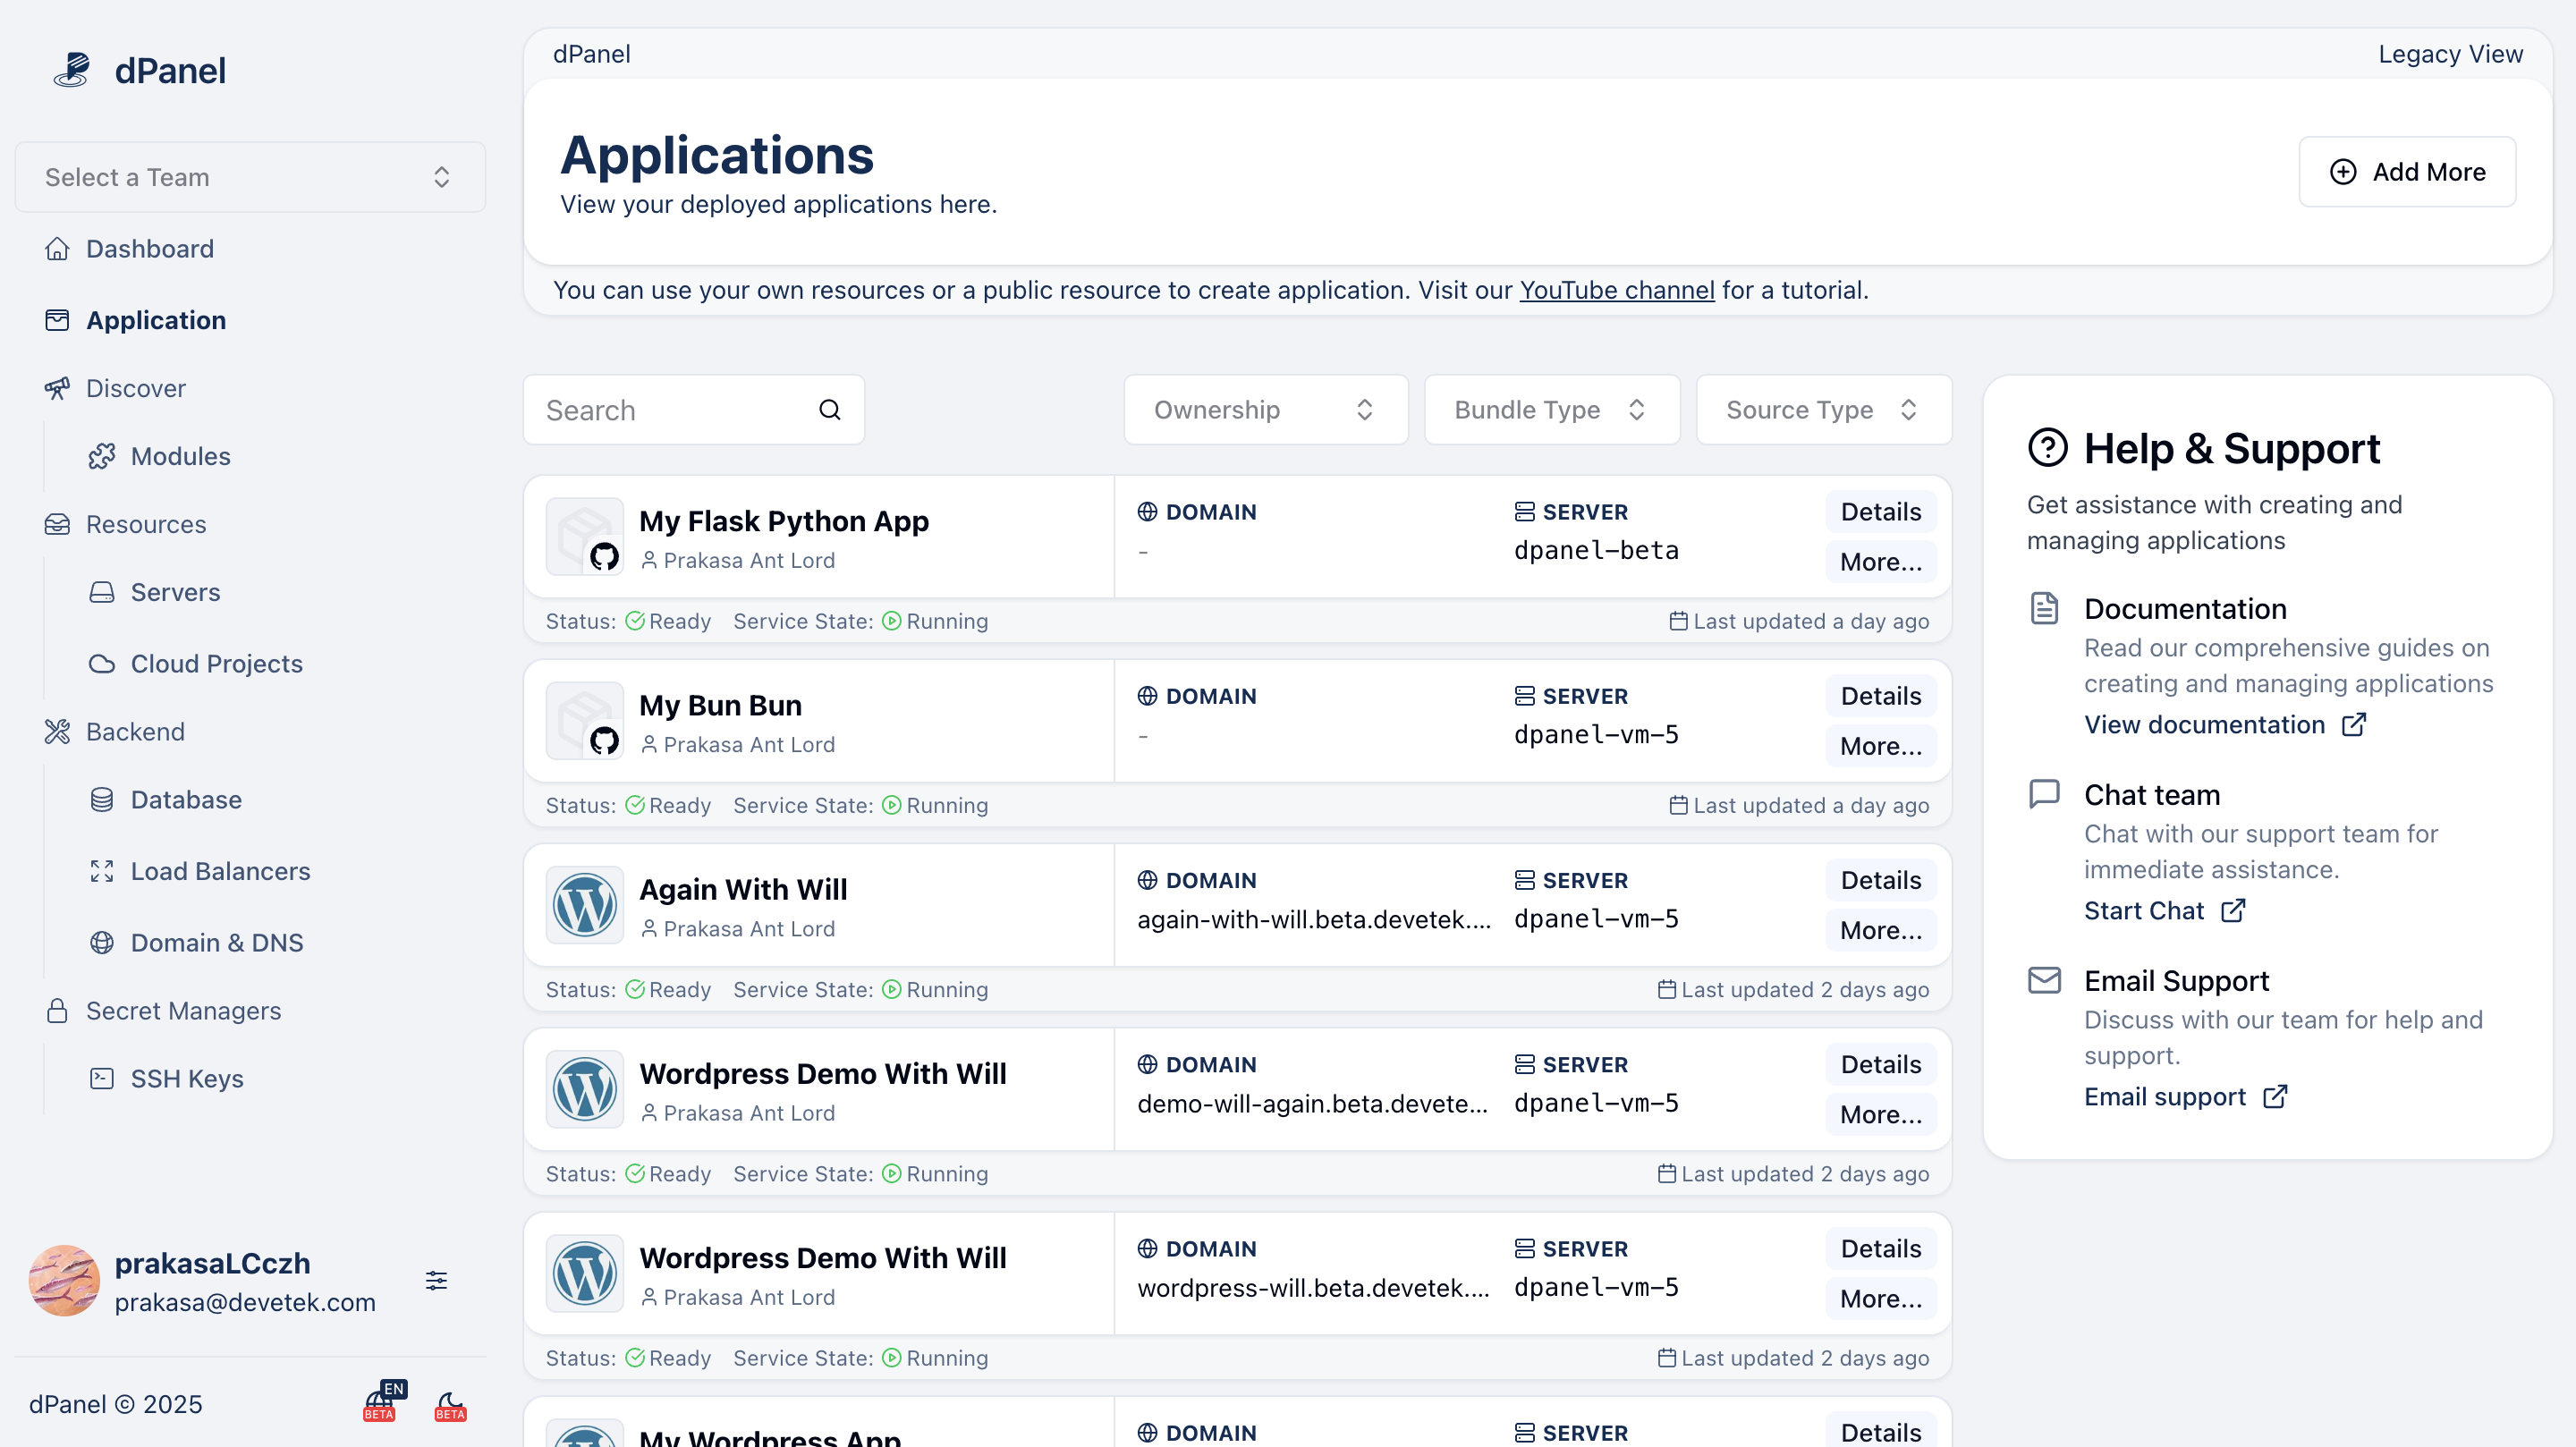 dPanel
Select a Team
Dashboard
Application
Discover
Modules
Resources
Servers
Cloud Projects
Backend
Database
Load Balancers
Domain & DNS
Secret Managers
SSH Keys
prakasaLCczh
prakasa@devetek.com
dPanel © 2025
EN
BETA
BETA
dPanel
Legacy View
Applications
View your deployed applications here.
Add More
You can use your own resources or a public resource to create application. Visit our YouTube channel for a tutorial.
Search
Ownership
Bundle Type
Source Type
My Flask Python App
Prakasa Ant Lord
DOMAIN
-
SERVER
dpanel-beta
Details
More...
Status: Ready
Service State: Running
Last updated a day ago
My Bun Bun
Prakasa Ant Lord
DOMAIN
-
SERVER
dpanel-vm-5
Details
More...
Status: Ready
Service State: Running
Last updated a day ago
Again With Will
Prakasa Ant Lord
DOMAIN
again-with-will.beta.devetek....
SERVER
dpanel-vm-5
Details
More...
Status: Ready
Service State: Running
Last updated 2 days ago
Wordpress Demo With Will
Prakasa Ant Lord
DOMAIN
demo-will-again.beta.devete...
SERVER
dpanel-vm-5
Details
More...
Status: Ready
Service State: Running
Last updated 2 days ago
Wordpress Demo With Will
Prakasa Ant Lord
DOMAIN
wordpress-will.beta.devetek....
SERVER
dpanel-vm-5
Details
More...
Status: Ready
Service State: Running
Last updated 2 days ago
My Wordpress App
DOMAIN
SERVER
Details
Help & Support
Get assistance with creating and
managing applications
Documentation
Read our comprehensive guides on
creating and managing applications
View documentation
Chat team
Chat with our support team for
immediate assistance.
Start Chat
Email Support
Discuss with our team for help and
support.
Email support